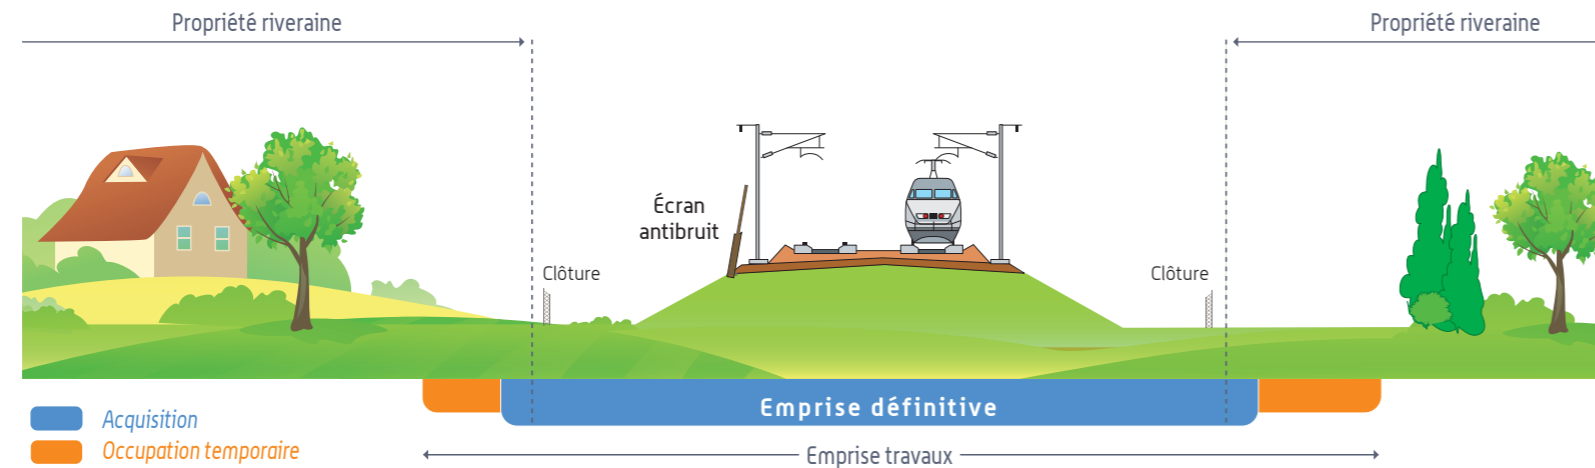 Propriété riveraine
Propriété riveraine
Écran
antibruit
Clôture
Clôture
Emprise définitive
Acquisition
Occupation temporaire
Emprise travaux